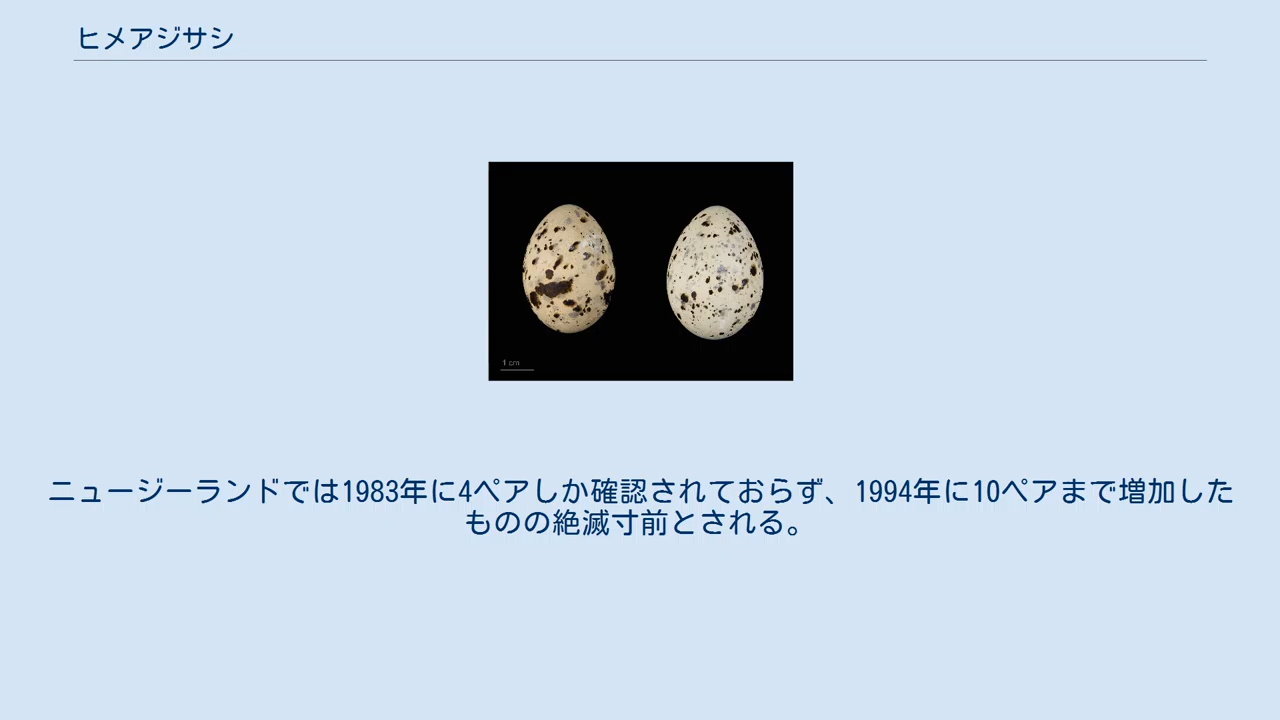 ヒメアジサシ
1 cm
ニュージーランドでは1983年に4ペアしか確認されておらず、1994年に10ペアまで増加した
ものの絶滅寸前とされる。